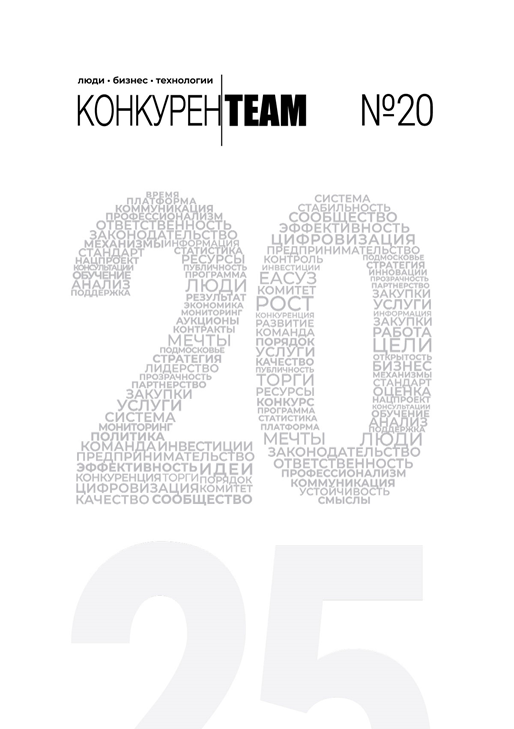 люди • бизнес • технологии
КОНКУРЕН|TEAM №20
ВРЕМЯ
ПЛАТФОРМА
КОММУНИКАЦИЯ
ПРОФЕССИОНАЛИЗМ
ОТВЕТСТВЕННОСТЬ
ЗАКОНОДАТЕЛЬСТВО
МЕХАНИЗМЫ ИНФОРМАЦИЯ
СТАНДАРТ СТАТИСТИКА
НАЦПРОЕКТ РЕСУРСЫ
КОНСУЛЬТАЦИИ ПУБЛИЧНОСТЬ
ОБУЧЕНИЕ ПРОГРАММА
АНАЛИЗ ЛЮДИ
ПОДДЕРЖКА РЕЗУЛЬТАТ
ЭКОНОМИКА
МОНИТОРИНГ
АУКЦИОНЫ
КОНТРАКТЫ
МЕЧТЫ
ПОДМОСКОВЬЕ
СТРАТЕГИЯ
ЛИДЕРСТВО
ПРОЗРАЧНОСТЬ
ПАРТНЕРСТВО
ЗАКУПКИ
УСЛУГИ
СИСТЕМА
МОНИТОРИНГ
ПОЛИТИКА
КОМАНДА ИНВЕСТИЦИИ
ПРЕДПРИНИМАТЕЛЬСТВО
ЭФФЕКТИВНОСТЬ ИДЕИ
КОНКУРЕНЦИЯ ТОРГИ ПОРЯДОК
ЦИФРОВИЗАЦИЯ КОМИТЕТ
КАЧЕСТВО СООБЩЕСТВО
СИСТЕМА
СТАБИЛЬНОСТЬ
СООБЩЕСТВО
ЭФФЕКТИВНОСТЬ
ЦИФРОВИЗАЦИЯ
ПРЕДПРИНИМАТЕЛЬСТВО
КОНТРОЛЬ
ИНВЕСТИЦИИ
ЕАСУЗ
КОМИТЕТ
РОСТ
КОНКУРЕНЦИЯ
РАЗВИТИЕ
КОМАНДА
ПОРЯДОК
УСЛУГИ
КАЧЕСТВО
ПУБЛИЧНОСТЬ
ТОРГИ
РЕСУРСЫ
КОНКУРС
ПРОГРАММА
СТАТИСТИКА
ПЛАТФОРМА
МЕЧТЫ
ПОДМОСКОВЬЕ
СТРАТЕГИЯ
ИННОВАЦИИ
ПРОЗРАЧНОСТЬ
ПАРТНЕРСТВО
ЗАКУПКИ
УСЛУГИ
ИНФОРМАЦИЯ
ЗАКУПКИ
РАБОТА
ЦЕЛИ
ОТКРЫТОСТЬ
БИЗНЕС
МЕХАНИЗМЫ
СТАНДАРТ
ОЦЕНКА
НАЦПРОЕКТ
КОНСУЛЬТАЦИИ
ОБУЧЕНИЕ
АНАЛИЗ
ПОДДЕРЖКА
ЛЮДИ
ЗАКОНОДАТЕЛЬСТВО
ОТВЕТСТВЕННОСТЬ
ПРОФЕССИОНАЛИЗМ
КОММУНИКАЦИЯ
УСТОЙЧИВОСТЬ
СМЫСЛЫ
25